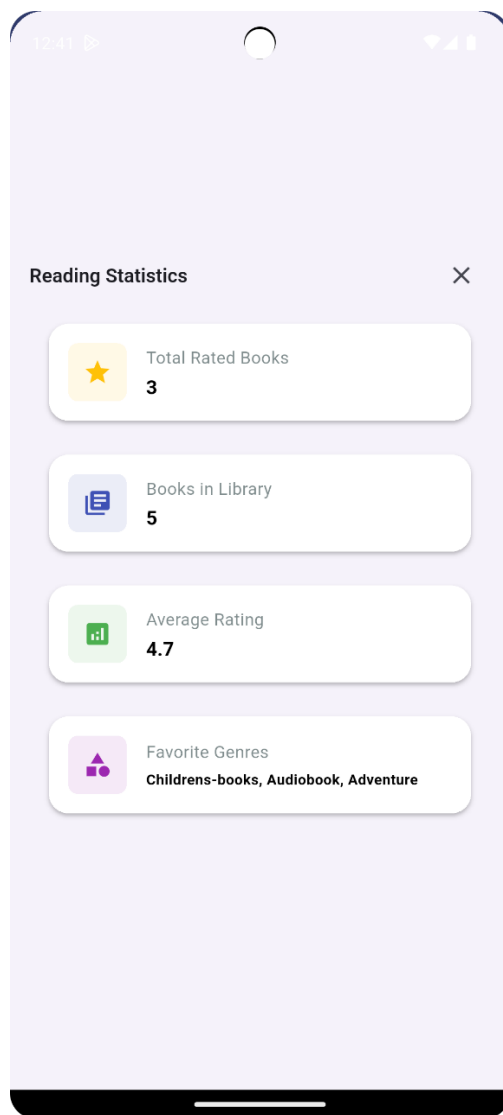 12:41
Reading Statistics
Total Rated Books
3
Books in Library
5
Average Rating
4.7
Favorite Genres
Childrens-books, Audiobook, Adventure